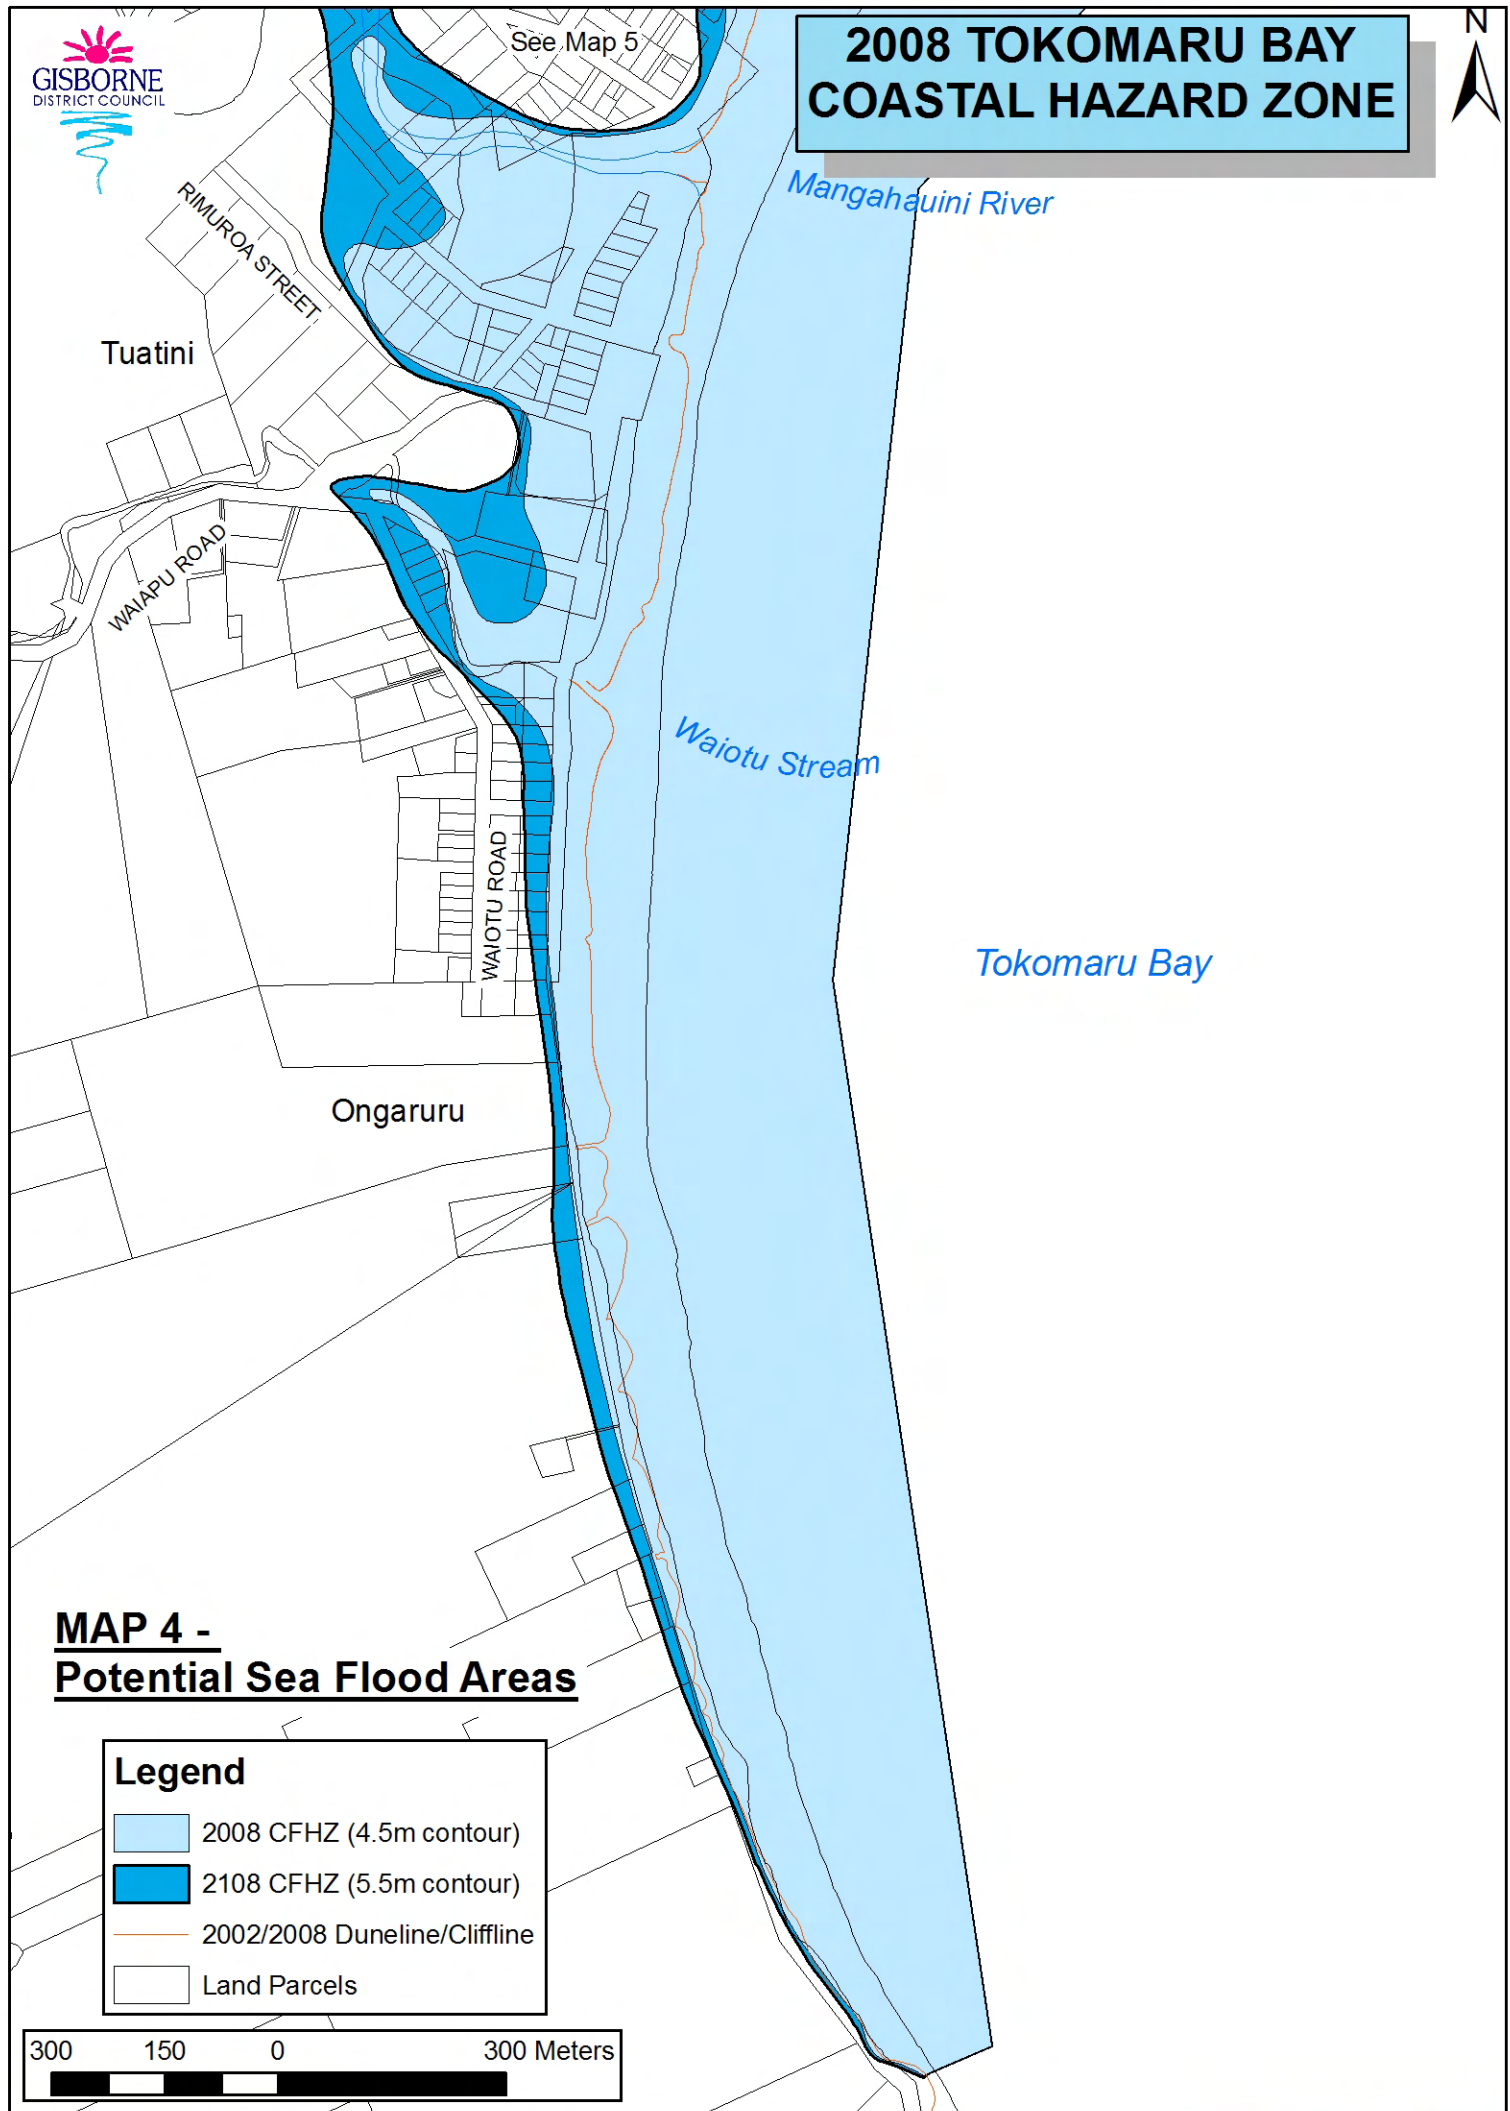 GISBORNE
DISTRICT COUNCIL
See Map 5
2008 TOKOMARU BAY
COASTAL HAZARD ZONE
N
Mangahauini River
RIMUROA STREET
Tuatini
WAIAPU ROAD
Waiotu Stream
WAIOTU ROAD
Tokomaru Bay
Ongaruru
MAP 4 -
Potential Sea Flood Areas
Legend
2008 CFHZ (4.5m contour)
2108 CFHZ (5.5m contour)
2002/2008 Duneline/Cliffline
Land Parcels
300 150 0 300 Meters